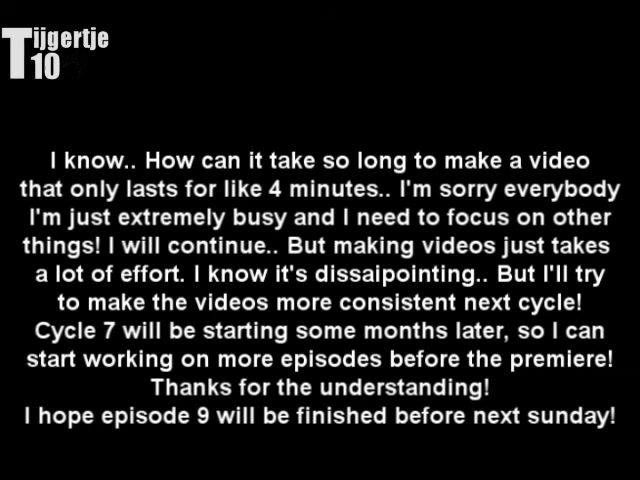 Tijgertje
10
I know.. How can it take so long to make a video
that only lasts for like 4 minutes.. I'm sorry everybody
I'm just extremely busy and I need to focus on other
things! I will continue.. But making videos just takes
a lot of effort. I know it's dissaipointing.. But I'll try
to make the videos more consistent next cycle!
Cycle 7 will be starting some months later, so I can
start working on more episodes before the premiere!
Thanks for the understanding!
I hope episode 9 will be finished before next sunday!